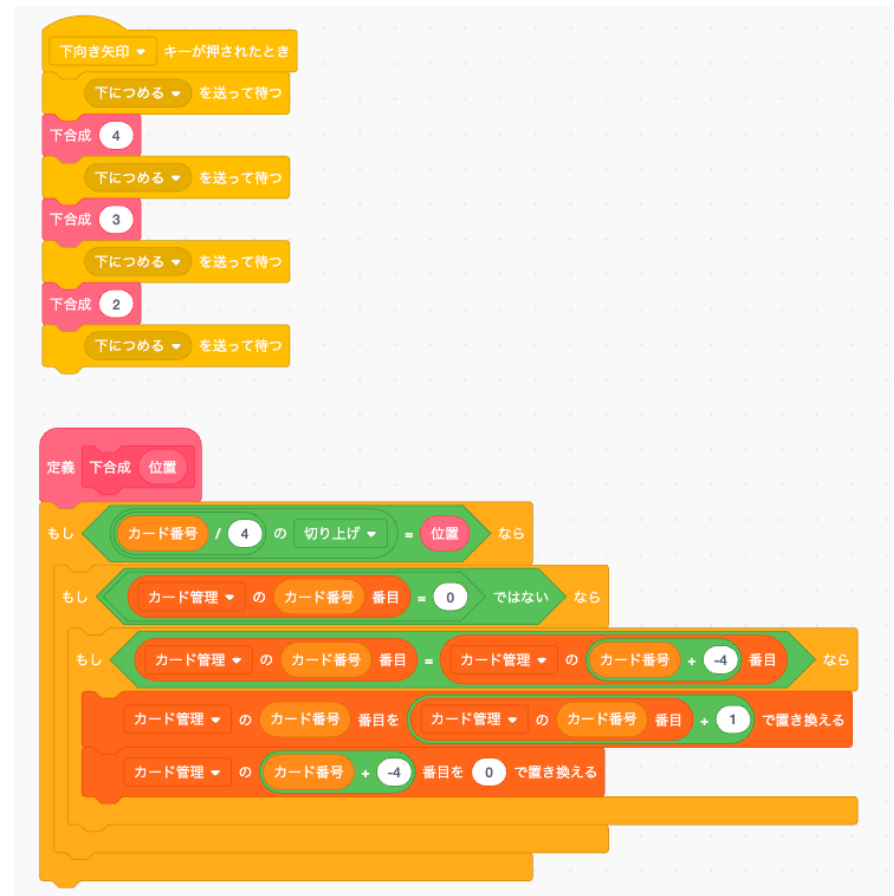 下向き矢印 キーが押されたとき
下につめる を送って待つ
下合成 4
下につめる を送って待つ
下合成 3
下につめる を送って待つ
下合成 2
下につめる を送って待つ
定義 下合成 位置
もし カード番号 / 4 の 切り上げ = 位置 なら
もし カード管理 の カード番号 番目 = 0 ではない なら
もし カード管理 の カード番号 番目 = カード管理 の カード番号 + -4 番目 なら
カード管理 の カード番号 番目を カード管理 の カード番号 番目 + 1 で置き換える
カード管理 の カード番号 + -4 番目を 0 で置き換える